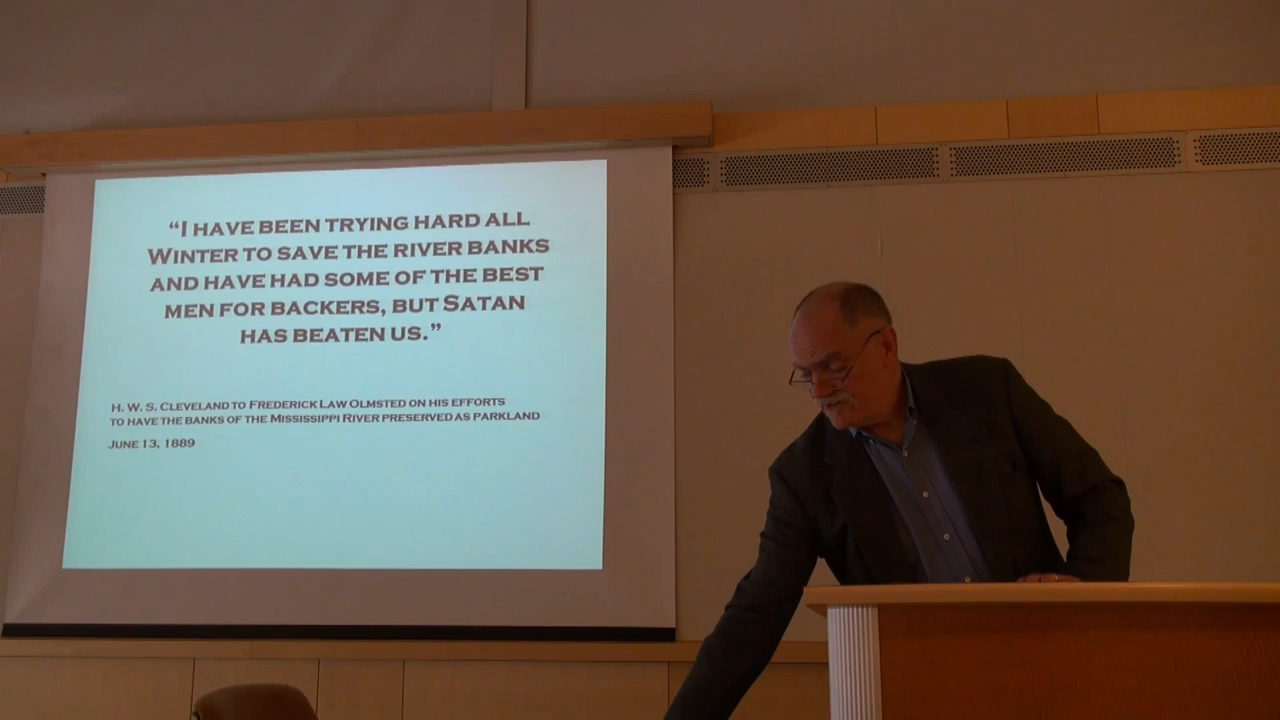 “I HAVE BEEN TRYING HARD ALL
WINTER TO SAVE THE RIVER BANKS
AND HAVE HAD SOME OF THE BEST
MEN FOR BACKERS, BUT SATAN
HAS BEATEN US.”
H. W. S. CLEVELAND TO FREDERICK LAW OLMSTED ON HIS EFFORTS
TO HAVE THE BANKS OF THE MISSISSIPPI RIVER PRESERVED AS PARKLAND
JUNE 13, 1889